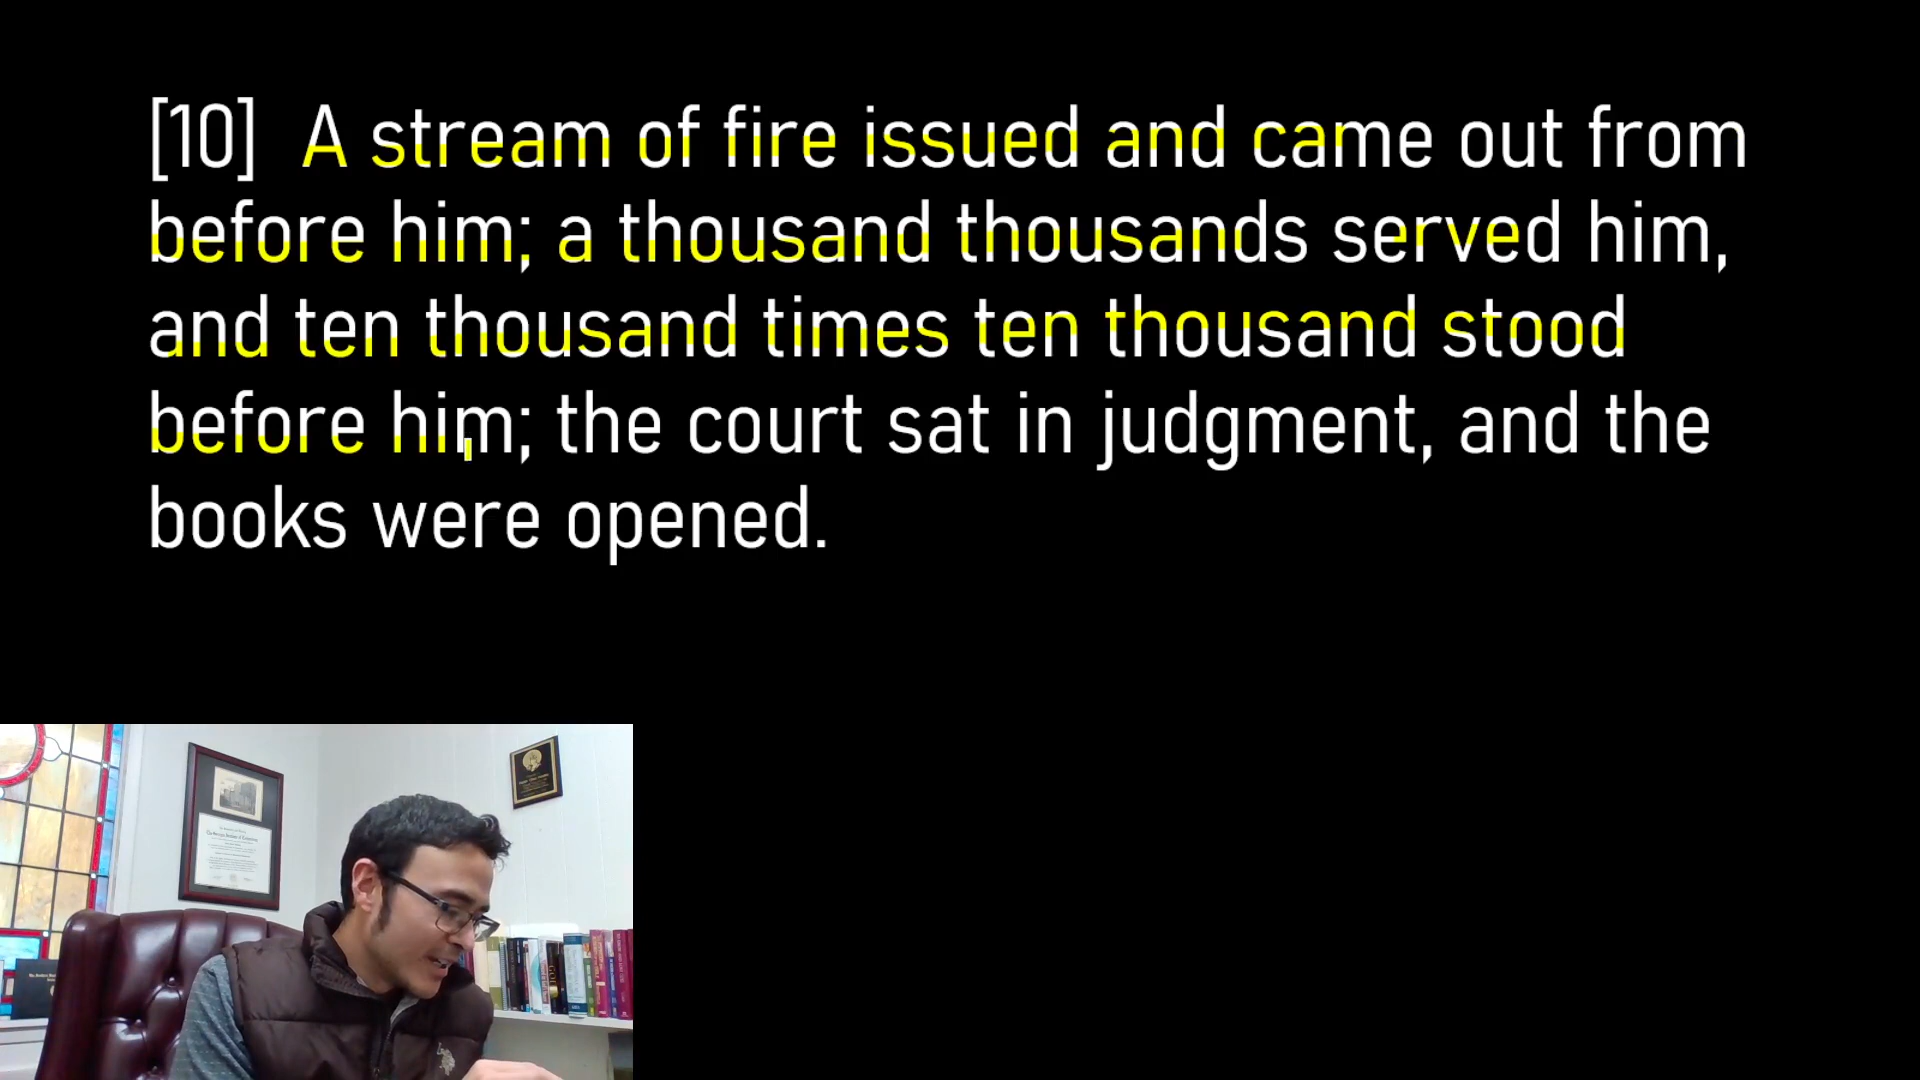 [10] A stream of fire issued and came out from
before him; a thousand thousands served him,
and ten thousand times ten thousand stood
before him; the court sat in judgment, and the
books were opened.